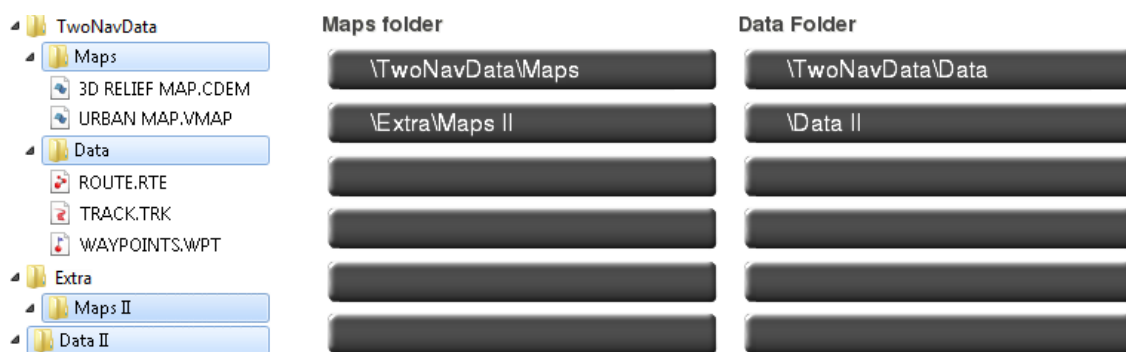 TwoNavData
Maps
3D RELIEF MAP.CDEM
URBAN MAP.VMAP
Data
ROUTE.RTE
TRACK.TRK
WAYPOINTS.WPT
Extra
Maps II
Data II
Maps folder
\TwoNavData\Maps
\Extra\Maps II
Data Folder
\TwoNavData\Data
\Data II